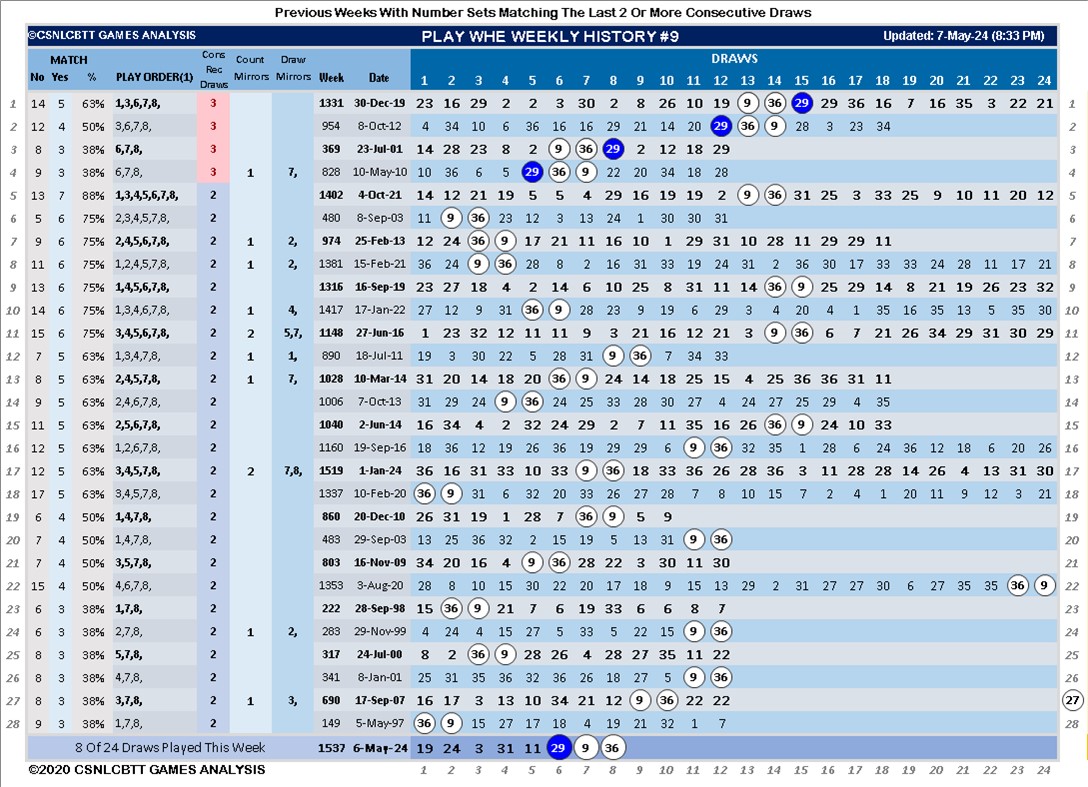 Previous Weeks With Number Sets Matching The Last 2 Or More Consecutive Draws
©CSNLCBTT GAMES ANALYSIS PLAY WHE WEEKLY HISTORY #9 Updated: 7-May-24 (8:33 PM)
MATCH Cons Count Draw DRAWS
No Yes % PLAY ORDER(1) Rec Draws Mirrors Mirrors Week Date 1 2 3 4 5 6 7 8 9 10 11 12 13 14 15 16 17 18 19 20 21 22 23 24
1 14 5 63% 1,3,6,7,8, 3 1331 30-Dec-19 23 16 29 2 2 3 30 2 8 26 10 19 9 36 29 29 36 16 7 16 35 3 22 21 1
2 12 4 50% 3,6,7,8, 3 954 8-Oct-12 4 34 10 6 36 16 16 29 21 14 20 29 36 9 28 3 23 34 2
3 8 3 38% 6,7,8, 3 369 23-Jul-01 14 28 23 8 2 9 36 29 2 12 18 29 3
4 9 3 38% 6,7,8, 3 1 7, 828 10-May-10 10 36 6 5 29 36 9 22 20 34 18 28 4
5 13 7 88% 1,3,4,5,6,7,8, 2 1402 4-Oct-21 14 12 21 19 5 5 4 29 16 19 19 2 9 36 31 25 3 33 25 9 10 11 20 12 5
6 5 6 75% 2,3,4,5,7,8, 2 480 8-Sep-03 11 9 36 23 12 3 13 24 1 30 30 31 6
7 9 6 75% 2,4,5,6,7,8, 2 1 2, 974 25-Feb-13 12 24 36 9 17 21 11 16 10 1 29 31 10 28 11 29 29 11 7
8 11 6 75% 1,2,4,5,7,8, 2 1 2, 1381 15-Feb-21 36 24 9 36 28 8 2 16 31 33 19 24 31 2 36 30 17 33 33 24 28 11 17 21 8
9 13 6 75% 1,4,5,6,7,8, 2 1316 16-Sep-19 23 27 18 4 2 14 6 10 25 8 31 11 14 36 9 25 29 14 8 21 19 26 23 32 9
10 14 6 75% 1,3,4,6,7,8, 2 1 4, 1417 17-Jan-22 27 12 9 31 36 9 28 23 9 19 6 29 3 4 20 4 1 35 16 35 13 5 35 30 10
11 15 6 75% 3,4,5,6,7,8, 2 2 5,7, 1148 27-Jun-16 1 23 32 12 11 11 9 3 21 16 12 21 3 9 36 6 7 21 26 34 29 31 30 29 11
12 7 5 63% 1,3,4,7,8, 2 1 1, 890 18-Jul-11 19 3 30 22 5 28 31 9 36 7 34 33 12
13 8 5 63% 2,4,5,7,8, 2 1 7, 1028 10-Mar-14 31 20 14 18 20 36 9 24 14 18 25 15 4 25 36 36 31 11 13
14 9 5 63% 2,4,6,7,8, 2 1006 7-Oct-13 31 29 24 9 36 24 25 33 28 30 27 4 24 27 25 29 4 35 14
15 11 5 63% 2,5,6,7,8, 2 1040 2-Jun-14 16 34 4 2 32 24 29 2 7 11 35 16 26 36 9 24 10 33 15
16 12 5 63% 1,2,6,7,8, 2 1160 19-Sep-16 18 36 12 19 26 36 19 29 29 6 9 36 32 35 1 28 6 24 36 12 18 6 20 26 16
17 12 5 63% 3,4,5,7,8, 2 2 7,8, 1519 1-Jan-24 36 16 31 33 10 33 9 36 18 33 36 26 28 36 3 11 28 28 14 26 4 13 31 30 17
18 17 5 63% 3,4,5,7,8, 2 1337 10-Feb-20 36 9 31 6 32 20 33 26 27 28 7 8 10 15 7 2 4 1 20 11 9 12 3 21 18
19 6 4 50% 1,4,7,8, 2 860 20-Dec-10 26 31 19 1 28 7 36 9 5 9 19
20 7 4 50% 1,4,7,8, 2 483 29-Sep-03 13 25 36 32 2 15 19 5 13 31 9 36 20
21 7 4 50% 3,5,7,8, 2 803 16-Nov-09 34 20 16 4 9 36 28 22 3 30 11 30 21
22 15 4 50% 4,6,7,8, 2 1353 3-Aug-20 28 8 10 15 30 22 20 17 18 9 15 13 29 2 21 31 27 30 6 27 35 35 36 9 22
23 6 3 38% 1,7,8, 2 222 28-Sep-98 15 36 9 21 7 6 19 33 6 6 8 7 23
24 6 3 38% 2,7,8, 2 1 2, 283 29-Nov-99 4 24 4 15 27 5 33 5 22 15 9 36 24
25 8 3 38% 5,7,8, 2 317 24-Jul-00 8 2 36 9 28 26 4 28 27 35 11 22 25
26 8 3 38% 4,7,8, 2 341 8-Jan-01 25 31 35 36 32 36 26 18 27 5 9 36 26
27 8 3 38% 3,7,8, 2 1 3, 690 17-Sep-07 16 17 3 13 10 34 21 12 9 36 22 22 27
28 9 3 38% 1,7,8, 2 149 5-May-97 36 9 15 27 17 18 4 19 21 32 1 7 28
8 Of 24 Draws Played This Week 1537 6-May-24 19 24 3 31 11 29 9 36
©2020 CSNLCBTT GAMES ANALYSIS 1 2 3 4 5 6 7 8 9 10 11 12 13 14 15 16 17 18 19 20 21 22 23 24